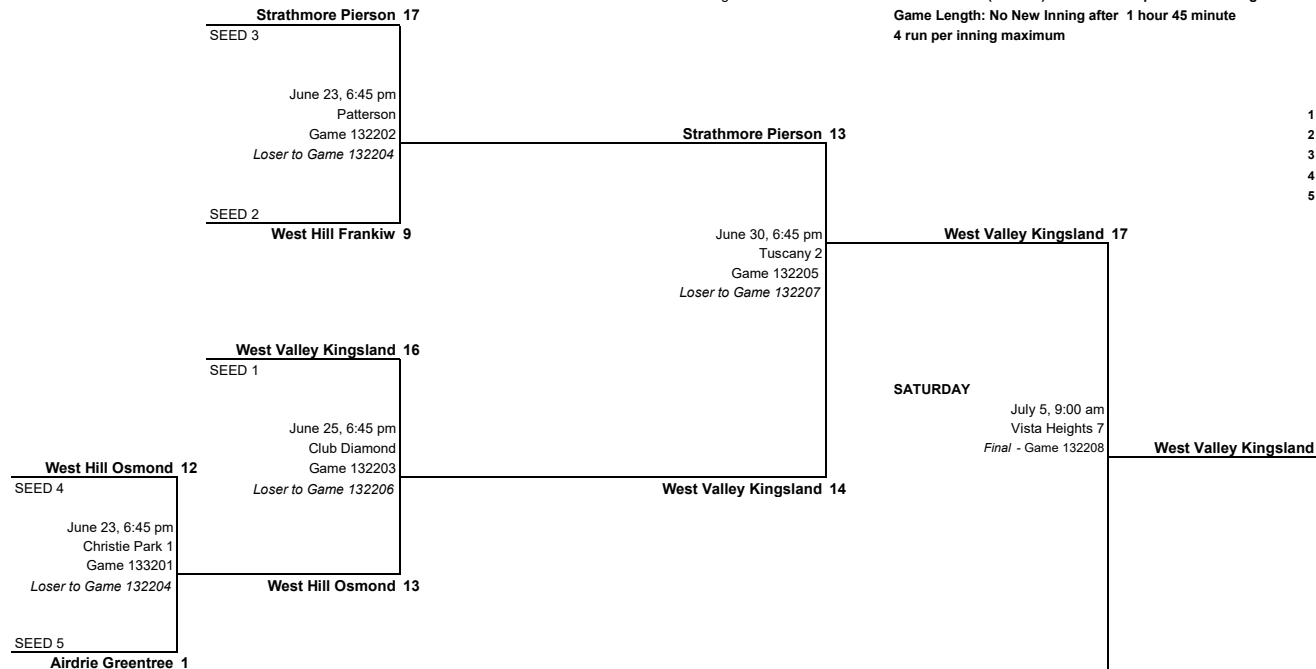 Strathmore Pierson 17
SEED 3
Game Length: No New Inning after 1 hour 45 minute
4 run per inning maximum
June 23, 6:45 pm
Patterson
Game 132202
Loser to Game 132204
Strathmore Pierson 13
1
2
3
4
5
SEED 2
West Hill Frankiw 9
June 30, 6:45 pm
Tuscany 2
Game 132205
Loser to Game 132207
West Valley Kingsland 17
West Valley Kingsland 16
SEED 1
SATURDAY
July 5, 9:00 am
Vista Heights 7
Final - Game 132208
West Valley Kingsland
June 25, 6:45 pm
Club Diamond
Game 132203
Loser to Game 132206
West Hill Osmond 12
SEED 4
West Valley Kingsland 14
June 23, 6:45 pm
Christie Park 1
Game 133201
Loser to Game 132204
West Hill Osmond 13
SEED 5
Airdrie Greentree 1